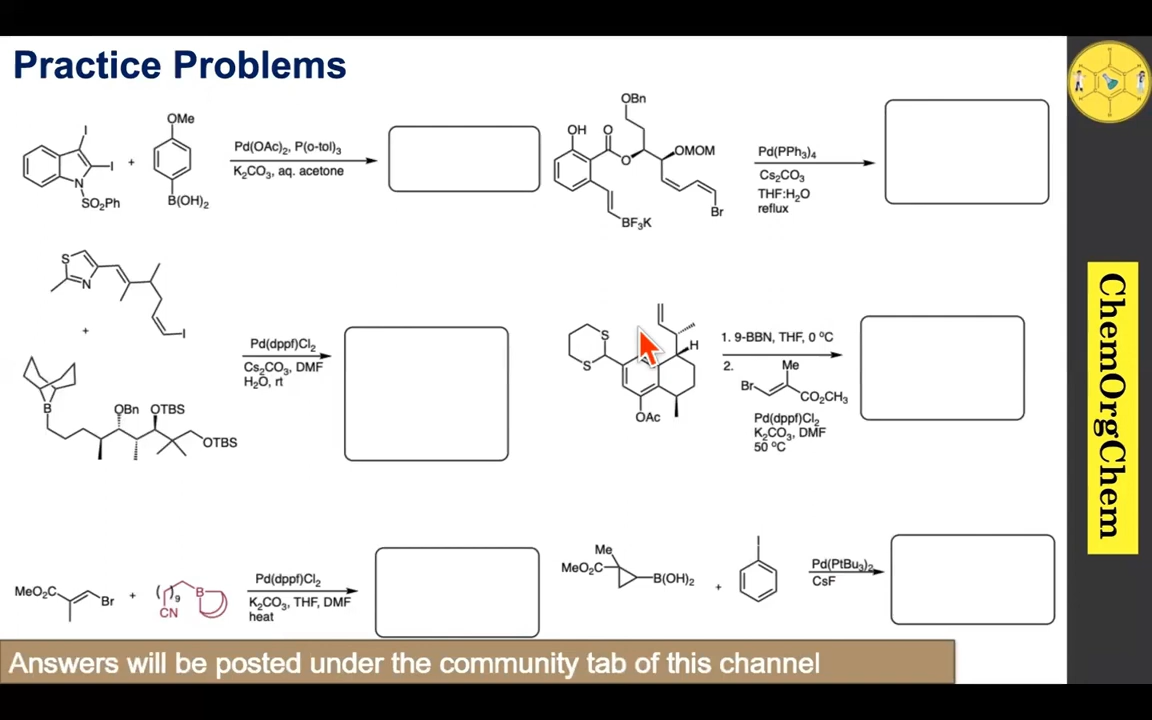 Practice Problems
I
I
N
SO₂Ph
+
OMe
B(OH)₂
Pd(OAc)₂, P(o-tol)₃
K₂CO₃, aq. acetone
OBn
OH
O
O
OMOM
Br
BF₃K
Pd(PPh₃)₄
Cs₂CO₃
THF:H₂O
reflux
S
N
I
+
B
OBn
OTBS
OTBS
Pd(dppf)Cl₂
Cs₂CO₃, DMF
H₂O, rt
S
S
H
OAc
1. 9-BBN, THF, 0 ºC
2.
Me
Br
CO₂CH₃
Pd(dppf)Cl₂
K₂CO₃, DMF
50 ºC
MeO₂C
Br
+
( )₉
CN
B
Pd(dppf)Cl₂
K₂CO₃, THF, DMF
heat
Me
MeO₂C
B(OH)₂
+
I
Pd(PtBu₃)₂
CsF
Answers will be posted under the community tab of this channel
ChemOrgChem